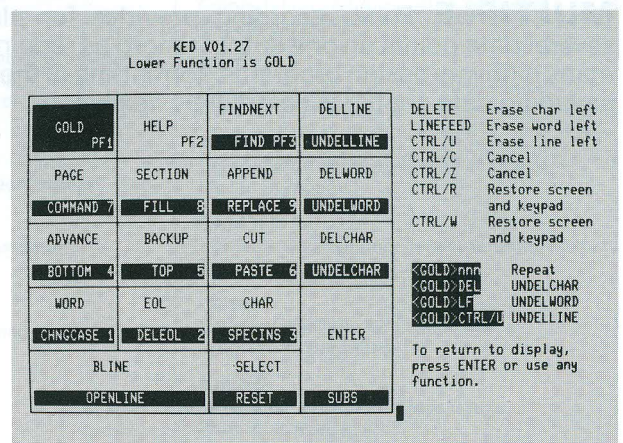 KED V01.27
Lower Function is GOLD
GOLD PF1
HELP PF2
FINDNEXT
FIND PF3
DELLINE
UNDELLINE
PAGE
COMMAND 7
SECTION
FILL 8
APPEND
REPLACE 9
DELWORD
UNDELWORD
ADVANCE
BOTTOM 4
BACKUP
TOP 5
CUT
PASTE 6
DELCHAR
UNDELCHAR
WORD
CHNGCASE 1
EOL
DELEOL 2
CHAR
SPECINS 3
ENTER
SUBS
BLINE
OPENLINE
SELECT
RESET
DELETE Erase char left
LINEFEED Erase word left
CTRL/U Erase line left
CTRL/C Cancel
CTRL/Z Cancel
CTRL/R Restore screen
and keypad
CTRL/W Restore screen
and keypad
<GOLD>nnn Repeat
<GOLD>DEL UNDELCHAR
<GOLD>LF UNDELWORD
<GOLD>CTRL/U UNDELLINE
To return to display,
press ENTER or use any
function.